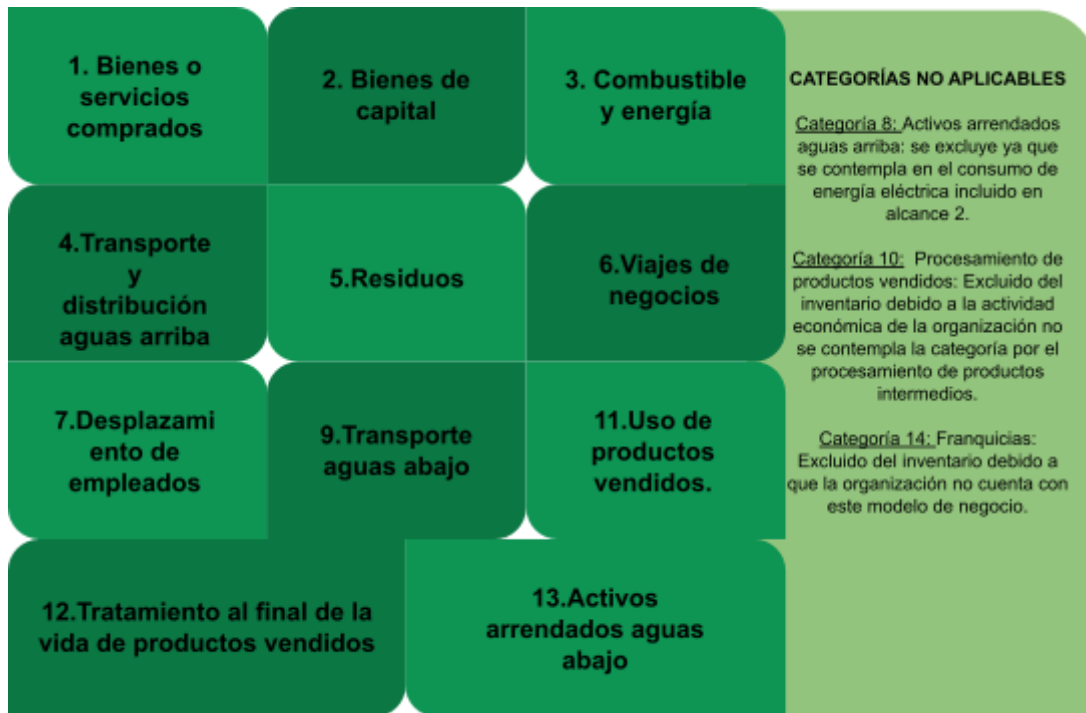 1. Bienes o
servicios
comprados
2. Bienes de
capital
3. Combustible
y energía
4.Transporte
y
distribución
aguas arriba
5.Residuos
6.Viajes de
negocios
7.Desplazami
ento de
empleados
9.Transporte
aguas abajo
11.Uso de
productos
vendidos.
12.Tratamiento al final de la
vida de productos vendidos
13.Activos
arrendados aguas
abajo
CATEGORÍAS NO APLICABLES
Categoría 8: Activos arrendados
aguas arriba: se excluye ya que
se contempla en el consumo de
energía eléctrica incluido en
alcance 2.
Categoría 10: Procesamiento de
productos vendidos: Excluido del
inventario debido a la actividad
económica de la organización no
se contempla la categoría por el
procesamiento de productos
intermedios.
Categoría 14: Franquicias:
Excluido del inventario debido a
que la organización no cuenta con
este modelo de negocio.